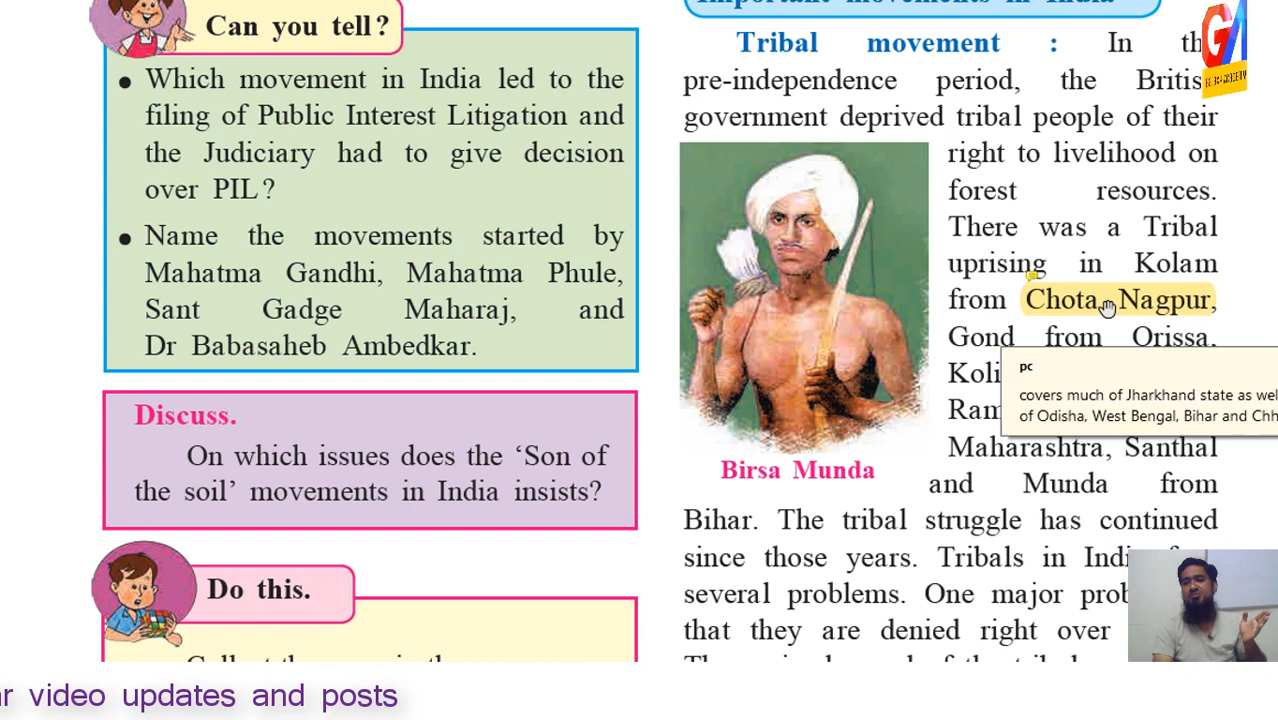 Can you tell?
• Which movement in India led to the
filing of Public Interest Litigation and
the Judiciary had to give decision
over PIL?
• Name the movements started by
Mahatma Gandhi, Mahatma Phule,
Sant Gadge Maharaj, and
Dr Babasaheb Ambedkar.
Discuss.
On which issues does the ‘Son of
the soil’ movements in India insists?
Do this.
Important movements in India
Tribal movement : In th
pre-independence period, the Britis
government deprived tribal people of their
right to livelihood on
forest resources.
There was a Tribal
uprising in Kolam
from Chota Nagpur,
Gond from Orissa,
Koli
Ram
Maharashtra, Santhal
and Munda from
Bihar. The tribal struggle has continued
since those years. Tribals in Indi
several problems. One major prob
that they are denied right over
pc
covers much of Jharkhand state as wel
of Odisha, West Bengal, Bihar and Chh
Birsa Munda
ar video updates and posts